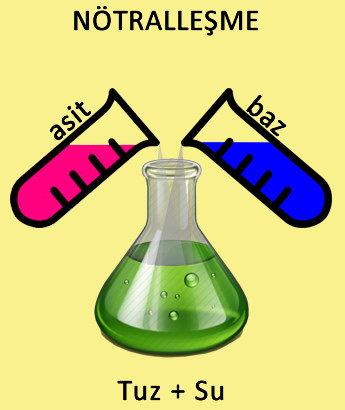 NÖTRALLEŞME
asit
baz
Tuz + Su